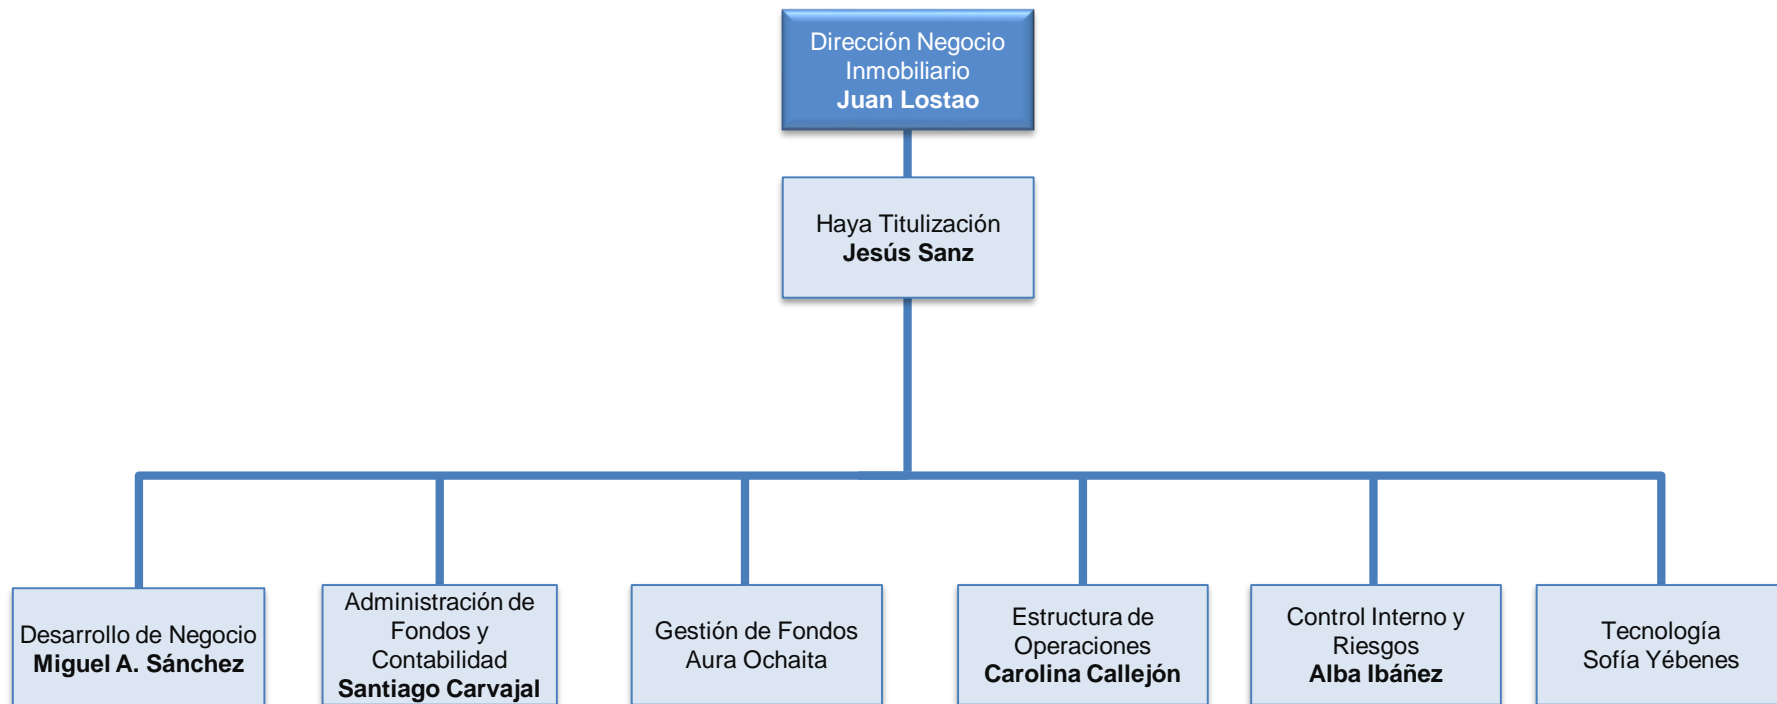 Dirección Negocio
Inmobiliario
Juan Lostao
Haya Titulización
Jesús Sanz
Desarrollo de Negocio
Miguel A. Sánchez
Administración de
Fondos y
Contabilidad
Santiago Carvajal
Gestión de Fondos
Aura Ochaita
Estructura de
Operaciones
Carolina Callejón
Control Interno y
Riesgos
Alba Ibáñez
Tecnología
Sofía Yébenes